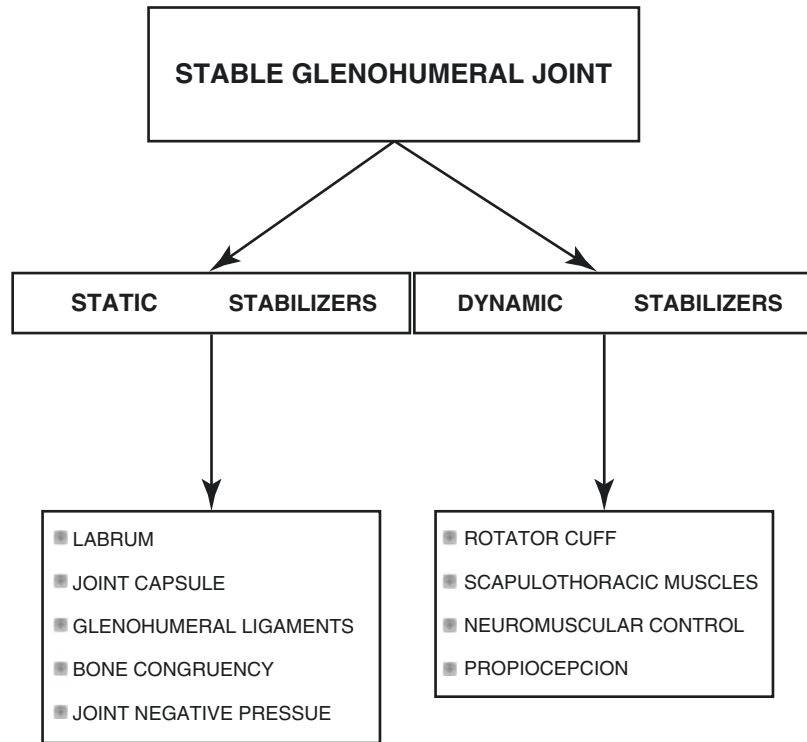 STABLE GLENOHUMERAL JOINT
STATIC STABILIZERS
DYNAMIC STABILIZERS
LABRUM
JOINT CAPSULE
GLENOHUMERAL LIGAMENTS
BONE CONGRUENCY
JOINT NEGATIVE PRESSUE
ROTATOR CUFF
SCAPULOTHORACIC MUSCLES
NEUROMUSCULAR CONTROL
PROPIOCEPCION